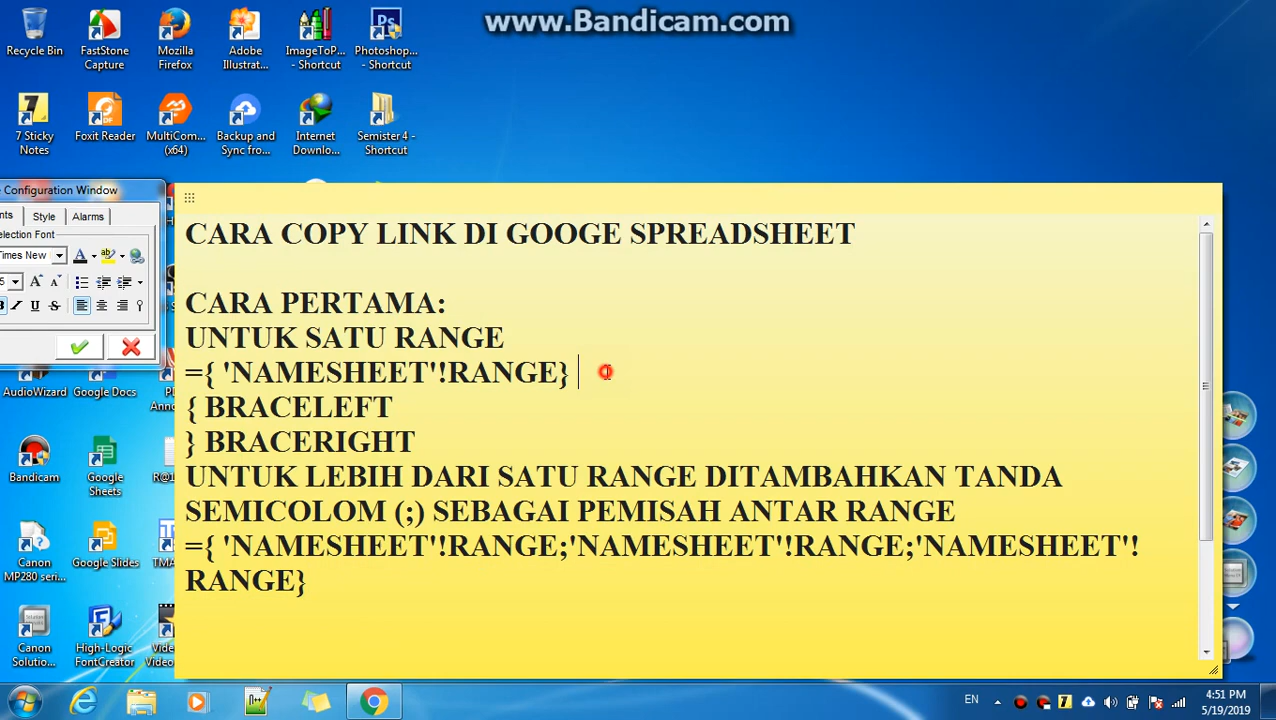 www.Bandicam.com
Recycle Bin
FastStone Capture
Mozilla Firefox
Adobe Illustrat...
ImageToP... - Shortcut
Photoshop... - Shortcut
7 Sticky Notes
Foxit Reader
MultiCom... (x64)
Backup and Sync fro...
Internet Downlo...
Semister 4 - Shortcut
Configuration Window
Style
Alarms
Font
Times New
CARA COPY LINK DI GOOGE SPREADSHEET
CARA PERTAMA:
UNTUK SATU RANGE
={ 'NAMESHEET'!RANGE}
{ BRACELEFT
} BRACERIGHT
UNTUK LEBIH DARI SATU RANGE DITAMBAHKAN TANDA
SEMICOLOM (;) SEBAGAI PEMISAH ANTAR RANGE
={ 'NAMESHEET'!RANGE;'NAMESHEET'!RANGE;'NAMESHEET'!
RANGE}
AudioWizard
Google Docs
Bandicam
Google Sheets
Canon MP280 seri...
Google Slides
Canon Solutio...
High-Logic FontCreator
EN
4:51 PM
5/19/2019